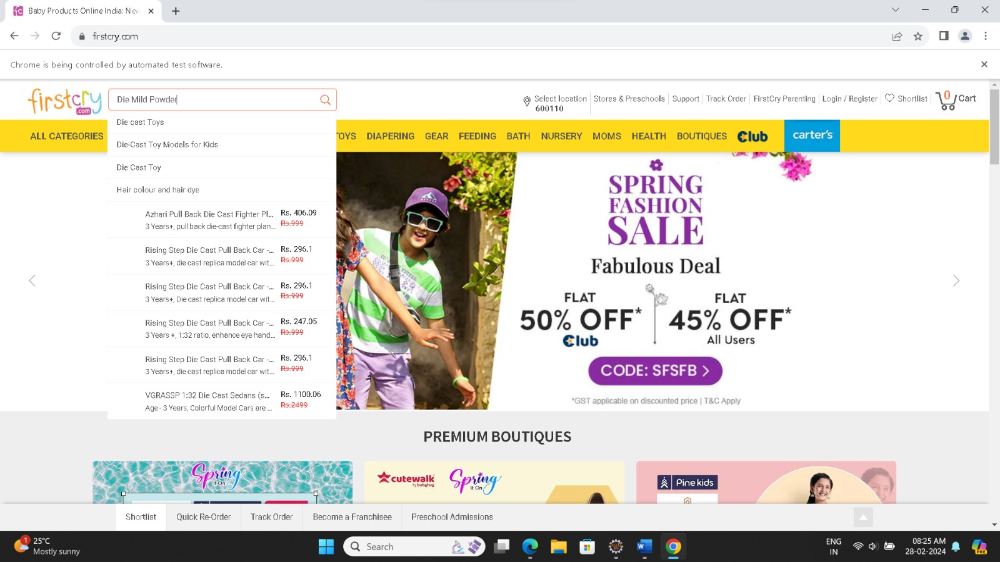 Baby Products Online India: New
firstcry.com
Chrome is being controlled by automated test software.
firstcry
.com
Die Mild Powder
Select location
600110
Stores & Preschools
Support
Track Order
FirstCry Parenting
Login / Register
Shortlist
0
Cart
ALL CATEGORIES
TOYS
DIAPERING
GEAR
FEEDING
BATH
NURSERY
MOMS
HEALTH
BOUTIQUES
Club
carter's
Die cast Toys
Die-Cast Toy Models for Kids
Die Cast Toy
Hair colour and hair dye
Azhari Pull Back Die Cast Fighter Pl... Rs. 406.09
3 Years+, pull back die-cast fighter plan... Rs.999
Rising Step Die Cast Pull Back Car -... Rs. 296.1
3 Years+, die cast replica model car wit... Rs.999
Rising Step Die Cast Pull Back Car -... Rs. 296.1
3 Years+, Die cast replica model car wit... Rs.999
Rising Step Die Cast Pull Back Car -... Rs. 247.05
3 Years +, 1:32 ratio, enhance eye hand... Rs.999
Rising Step Die Cast Pull Back Car -... Rs. 296.1
3 Years+, die cast replica model car wit... Rs.999
VGRASSP 1:32 Die Cast Sedans (s... Rs. 1100.06
Age - 3 Years, Colorful Model Cars are ... Rs.2499
SPRING
FASHION
SALE
Fabulous Deal
FLAT
50% OFF*
Club
FLAT
45% OFF*
All Users
CODE: SFSFB >
*GST applicable on discounted price | T&C Apply
PREMIUM BOUTIQUES
Spring
It On
cutewalk
by babyhug
Spring
It On
Pine kids
Shortlist
Quick Re-Order
Track Order
Become a Franchisee
Preschool Admissions
1
25°C
Mostly sunny
Search
W
PRE
ENG
IN
08:25 AM
28-02-2024